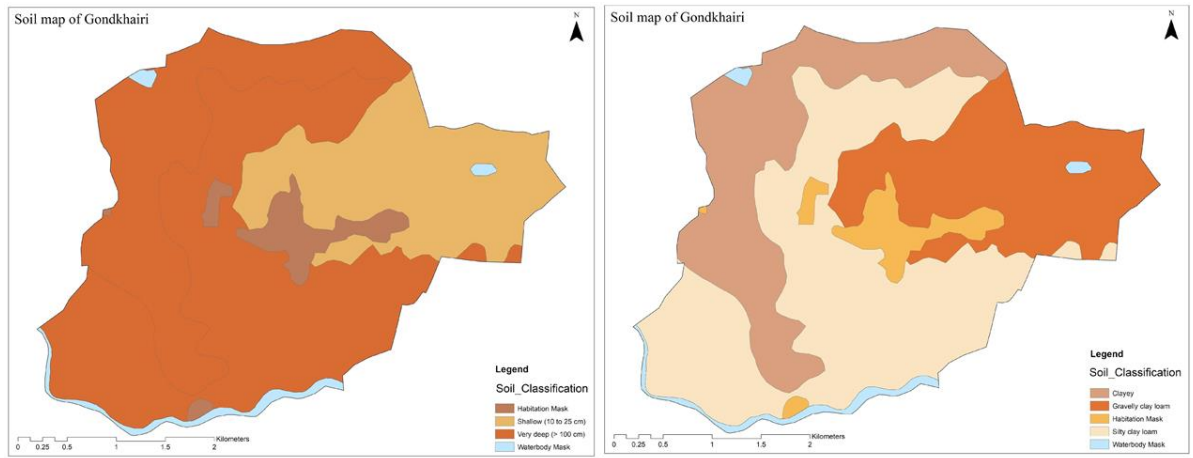 Soil map of Gondkhairi
N
Legend
Soil_Classification
Habitation Mask
Shallow (10 to 25 cm)
Very deep (> 100 cm)
Waterbody Mask
Kilometers
0 0.25 0.5 1 1.5 2
Soil map of Gondkhairi
N
Legend
Soil_Classification
Clayey
Gravelly clay loam
Habitation Mask
Silty clay loam
Waterbody Mask
Kilometers
0 0.25 0.5 1 1.5 2